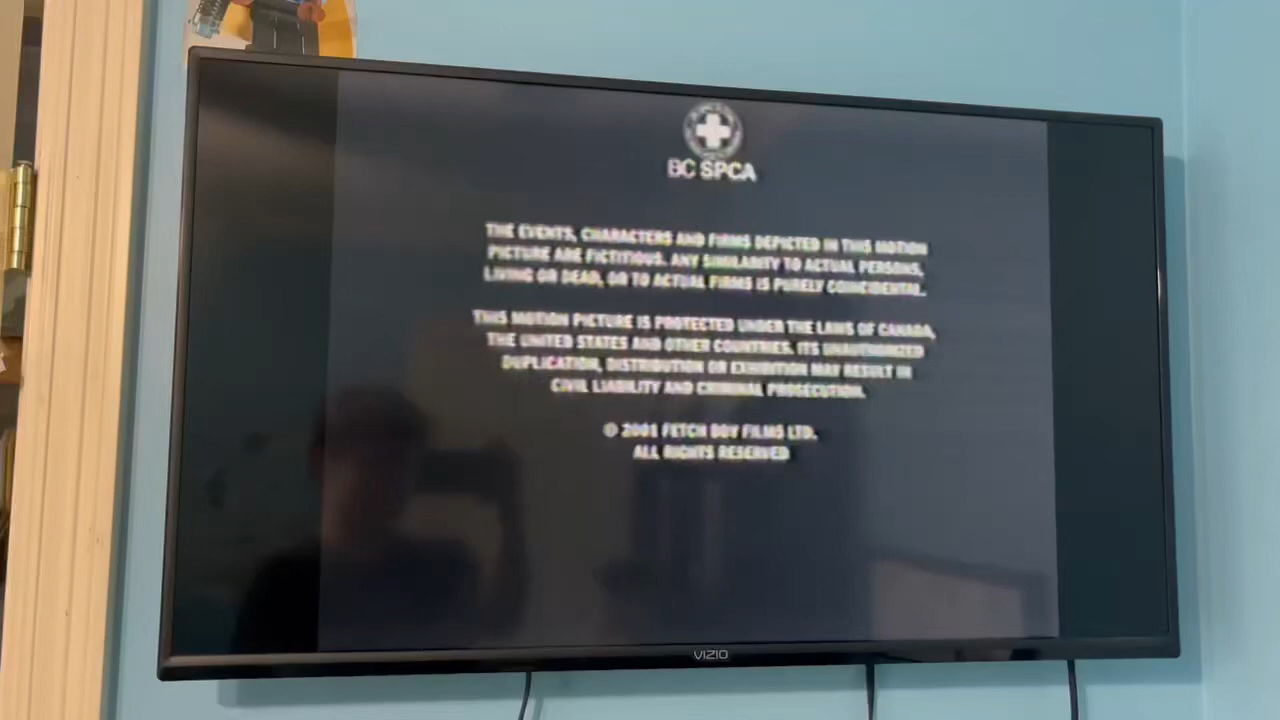 BC SPCA
THE EVENTS, CHARACTERS AND FIRMS DEPICTED IN THIS MOTION
PICTURE ARE FICTITIOUS. ANY SIMILARITY TO ACTUAL PERSONS,
LIVING OR DEAD, OR TO ACTUAL FIRMS IS PURELY COINCIDENTAL.
THIS MOTION PICTURE IS PROTECTED UNDER THE LAWS OF CANADA,
THE UNITED STATES AND OTHER COUNTRIES. ITS UNAUTHORIZED
DUPLICATION, DISTRIBUTION OR EXHIBITION MAY RESULT IN
CIVIL LIABILITY AND CRIMINAL PROSECUTION.
© 2001 FETCH BOY FILMS LTD.
ALL RIGHTS RESERVED
VIZIO